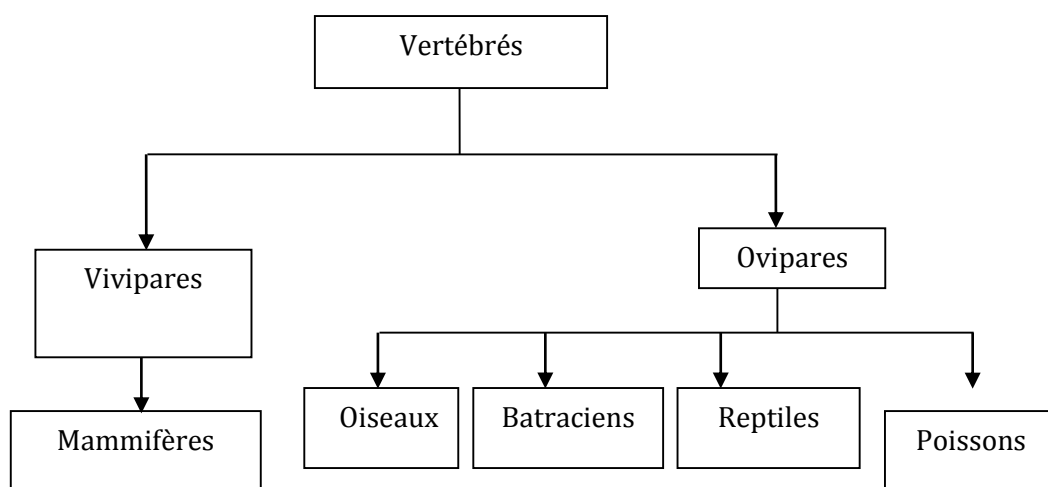 Vertébrés
Vivipares
Ovipares
Mammifères
Oiseaux
Batraciens
Reptiles
Poissons